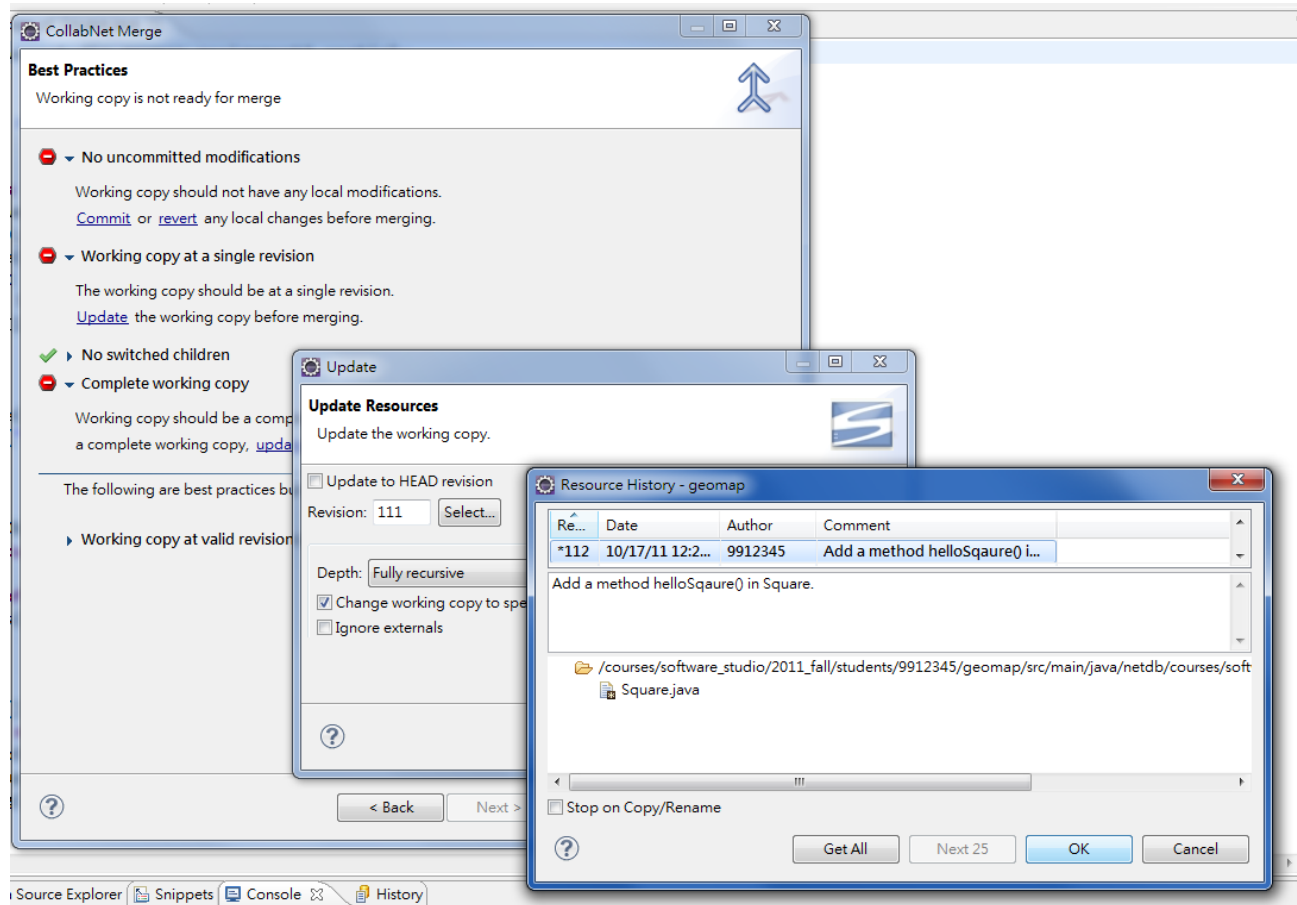 CollabNet Merge
Best Practices
Working copy is not ready for merge
No uncommitted modifications
Working copy should not have any local modifications.
Commit or revert any local changes before merging.
Working copy at a single revision
The working copy should be at a single revision.
Update the working copy before merging.
No switched children
Complete working copy
Working copy should be a comp
a complete working copy, upda
The following are best practices bu
Working copy at valid revision
< Back Next >
Update
Update Resources
Update the working copy.
Update to HEAD revision
Revision: 111 Select...
Depth: Fully recursive
Change working copy to spe
Ignore externals
Resource History - geomap
Re... Date Author Comment
*112 10/17/11 12:2... 9912345 Add a method helloSqaure() i...
Add a method helloSqaure() in Square.
/courses/software_studio/2011_fall/students/9912345/geomap/src/main/java/netdb/courses/soft
Square.java
Stop on Copy/Rename
Get All Next 25 OK Cancel
Source Explorer Snippets Console History